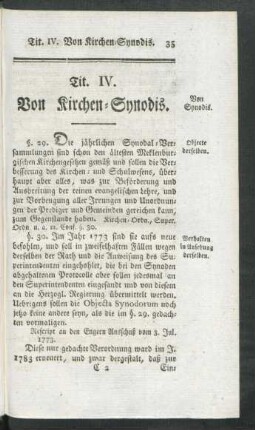 Tit. IV. Von Kirchen-Synodis. 35
Tit. IV.
Von Kirchen-Synodis.
§. 29. Die jährlichen Synodal-Ver-
sammlungen sind schon den ältesten Meklenbur-
gischen Kirchengesetzen gemäß und sollen die Ver-
besserung des Kirchen- und Schulwesens, über-
haupt aber alles, was zur Beförderung und
Ausbreitung der reinen evangelischen Lehre, und
zur Vorbeugung aller Irrungen und Unordnun-
gen der Prediger und Gemeinden gereichen kann,
zum Gegenstande haben. Kirchen-Ordn. Super.
Ordn. u. a. m. §. 30.
§. 30. Im Jahr 1773 sind sie aufs neue
befohlen, und soll in zweifelhaften Fällen wegen
derselben der Rath und die Anweisung des Su-
perintendenten eingeholet, die bei den Synoden
abgehaltenen Protocolle aber sollen jedesmal an
den Superintendenten eingesandt und von diesem
an die Herzogl. Regierung übermittelt werden.
Uebrigens sollen die Objecta Synodorum auch
jetzo keine andere seyn, als die im §. 29. gedach-
ten vormaligen.
Rescript an den Engern Ausschuß vom 3. Jul.
1773.
Diese nur gedachte Verordnung ward im J.
1783 erneuert, und zwar dergestalt, daß zur
C 2 Eine
Von
Synodis.
Objecte
derselben.
Verhalten
in Ansehung
derselben.